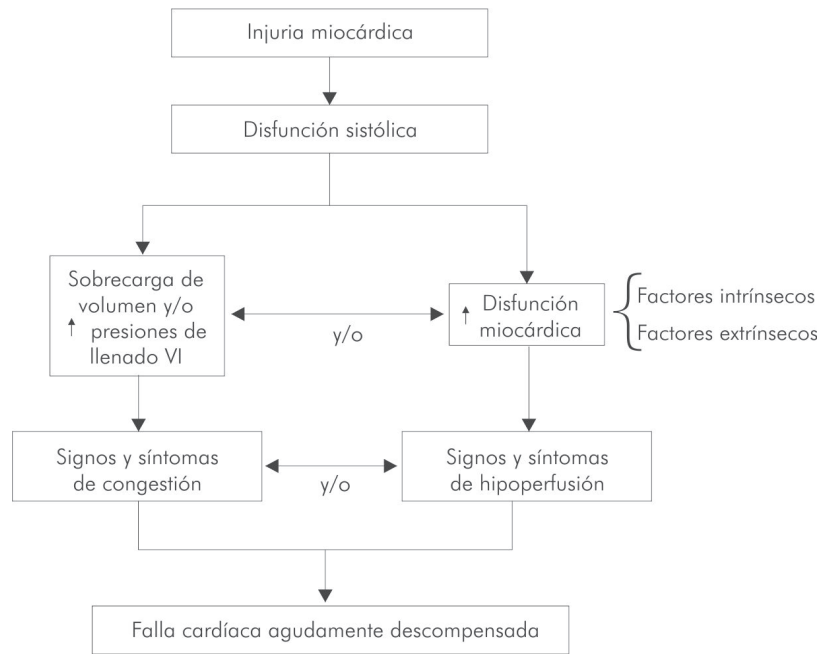 Injuria miocárdica
Disfunción sistólica
Sobrecarga de
volumen y/o
↑ presiones de
llenado VI
y/o
↑ Disfunción
miocárdica
Factores intrínsecos
Factores extrínsecos
Signos y síntomas
de congestión
y/o
Signos y síntomas
de hipoperfusión
Falla cardíaca agudamente descompensada